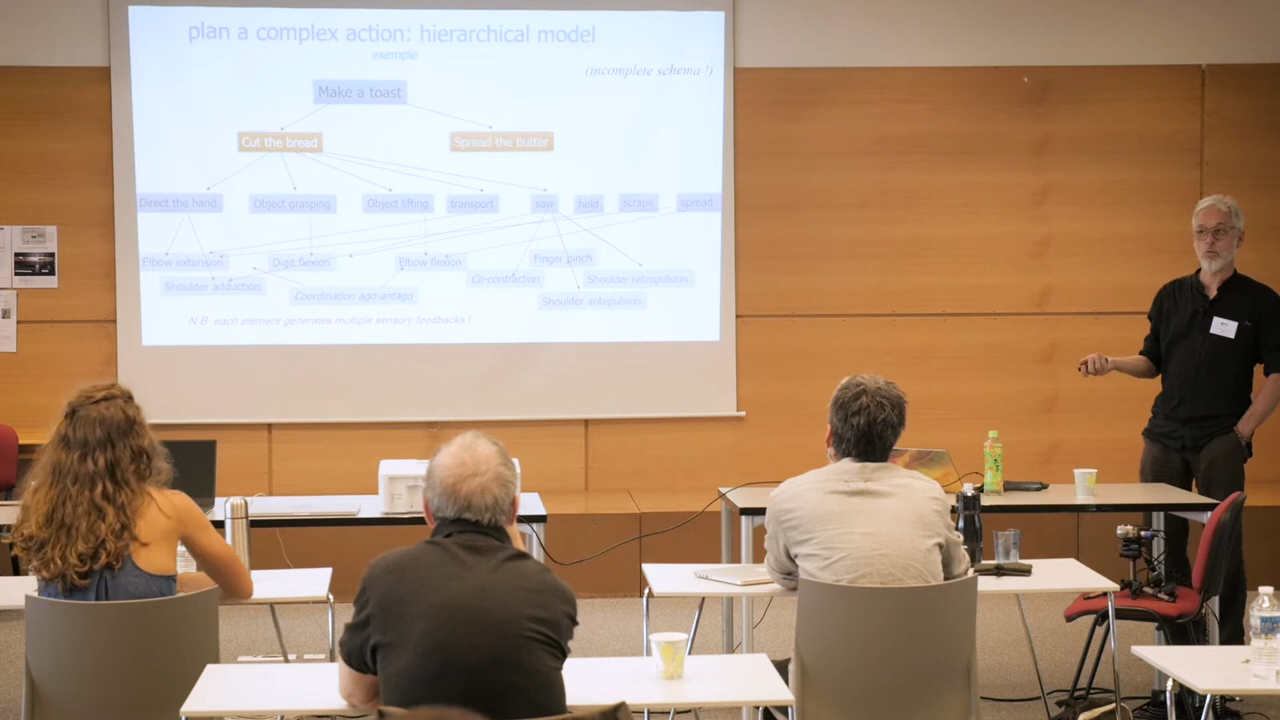 plan a complex action: hierarchical model
exemple
(incomplete schema !)
Make a toast
Cut the bread
Spread the butter
Direct the hand
Object grasping
Object lifting
transport
saw
hold
scrape
spread
Elbow extension
Digit flexion
Elbow flexion
Finger pinch
Shoulder adduction
Co-contraction
Shoulder retropulsion
Coordination ago-antago
Shoulder antepulsion
N.B. each element generates multiple sensory feedbacks !